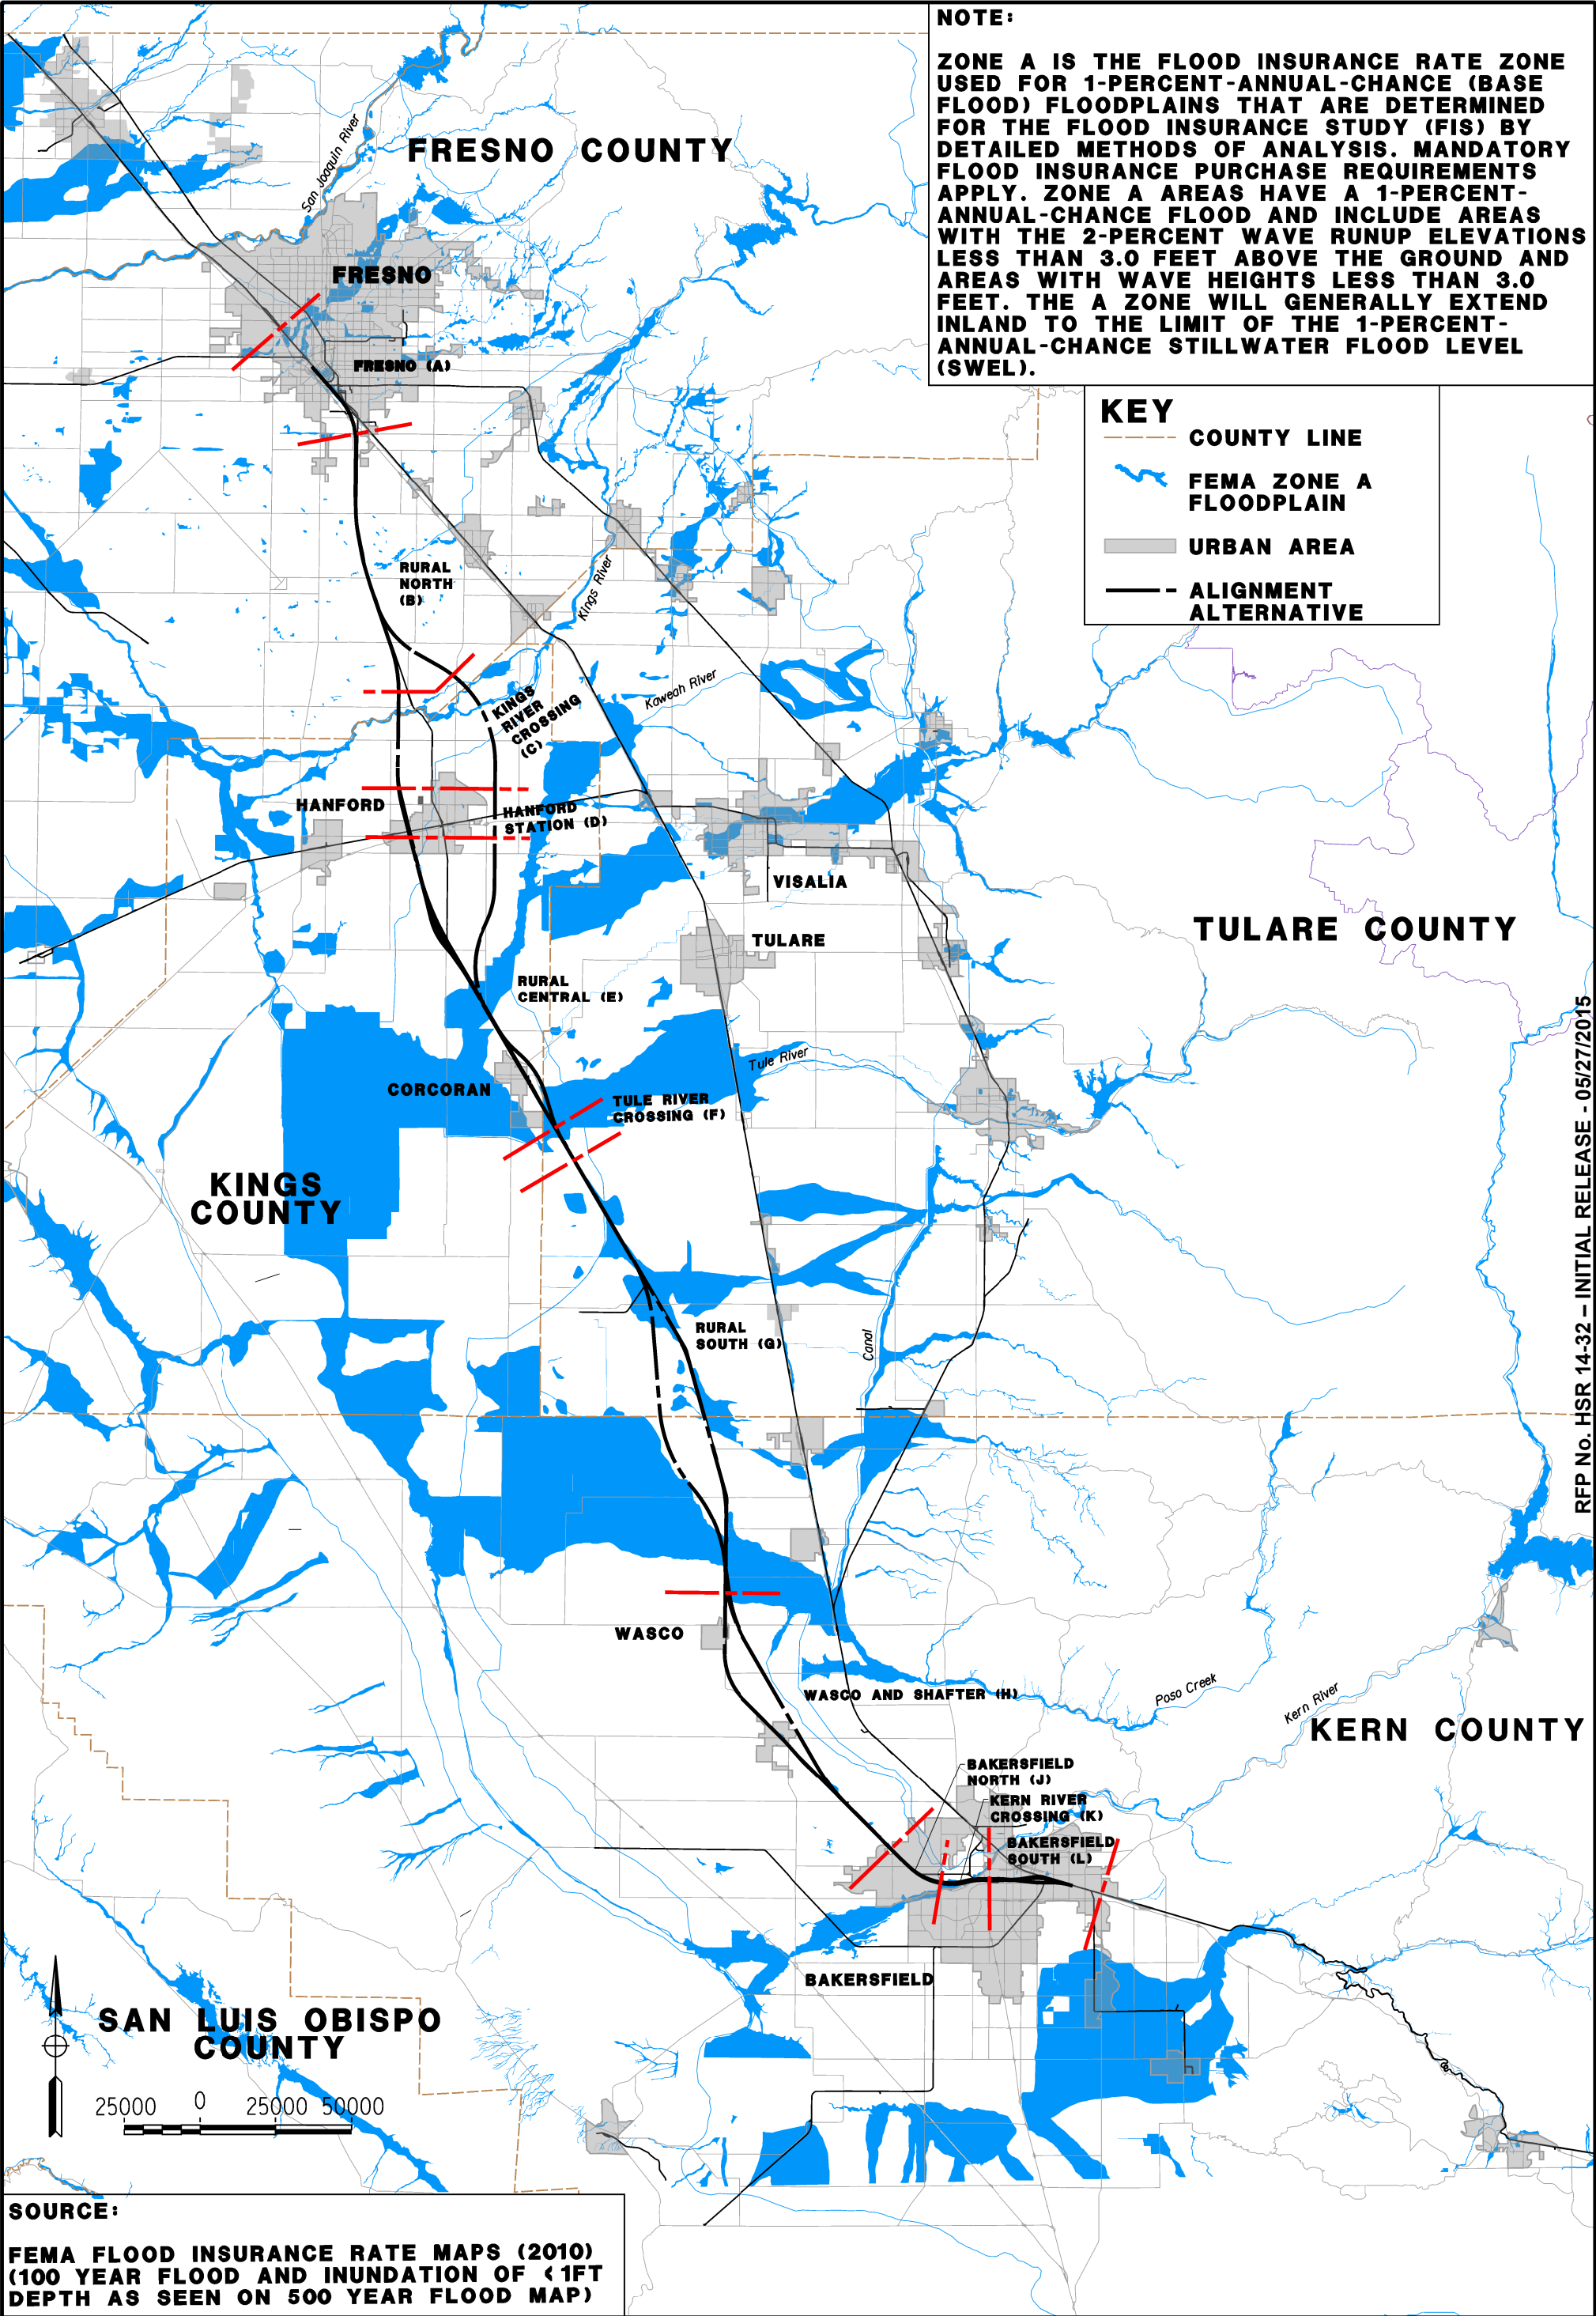 NOTE:
ZONE A IS THE FLOOD INSURANCE RATE ZONE
USED FOR 1-PERCENT-ANNUAL-CHANCE (BASE
FLOOD) FLOODPLAINS THAT ARE DETERMINED
FOR THE FLOOD INSURANCE STUDY (FIS) BY
DETAILED METHODS OF ANALYSIS. MANDATORY
FLOOD INSURANCE PURCHASE REQUIREMENTS
APPLY. ZONE A AREAS HAVE A 1-PERCENT-
ANNUAL-CHANCE FLOOD AND INCLUDE AREAS
WITH THE 2-PERCENT WAVE RUNUP ELEVATIONS
LESS THAN 3.0 FEET ABOVE THE GROUND AND
AREAS WITH WAVE HEIGHTS LESS THAN 3.0
FEET. THE A ZONE WILL GENERALLY EXTEND
INLAND TO THE LIMIT OF THE 1-PERCENT-
ANNUAL-CHANCE STILLWATER FLOOD LEVEL
(SWEL).
KEY
COUNTY LINE
FEMA ZONE A
FLOODPLAIN
URBAN AREA
ALIGNMENT
ALTERNATIVE
FRESNO COUNTY
San Joaquin River
FRESNO
FRESNO (A)
RURAL
NORTH
(B)
Kings River
KINGS
RIVER
CROSSING
(C)
Kaweah River
HANFORD
HANFORD
STATION (D)
VISALIA
TULARE
TULARE COUNTY
RURAL
CENTRAL (E)
Tule River
CORCORAN
TULE RIVER
CROSSING (F)
KINGS
COUNTY
RURAL
SOUTH (G)
Canal
WASCO
WASCO AND SHAFTER (H)
Poso Creek
Kern River
KERN COUNTY
BAKERSFIELD
NORTH (J)
KERN RIVER
CROSSING (K)
BAKERSFIELD
SOUTH (L)
BAKERSFIELD
SAN LUIS OBISPO
COUNTY
25000 0 25000 50000
SOURCE:
FEMA FLOOD INSURANCE RATE MAPS (2010)
(100 YEAR FLOOD AND INUNDATION OF <1FT
DEPTH AS SEEN ON 500 YEAR FLOOD MAP)
RFP No. HSR 14-32 – INITIAL RELEASE - 05/27/2015